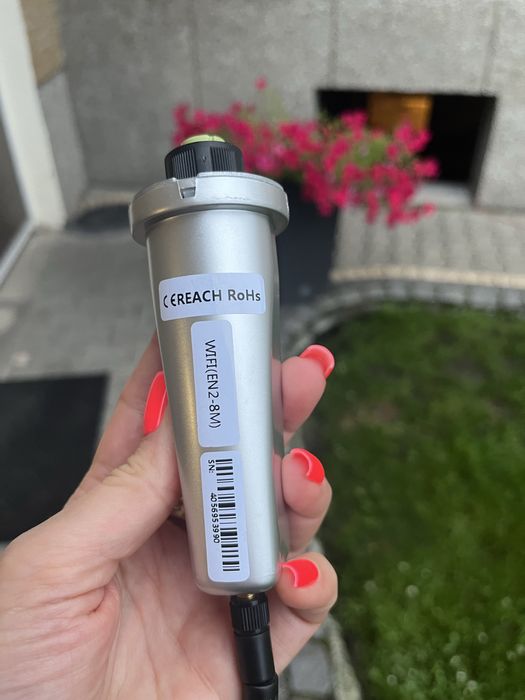 CE REACH RoHs
WIFI(EN2-8M)
SN: 4056953990